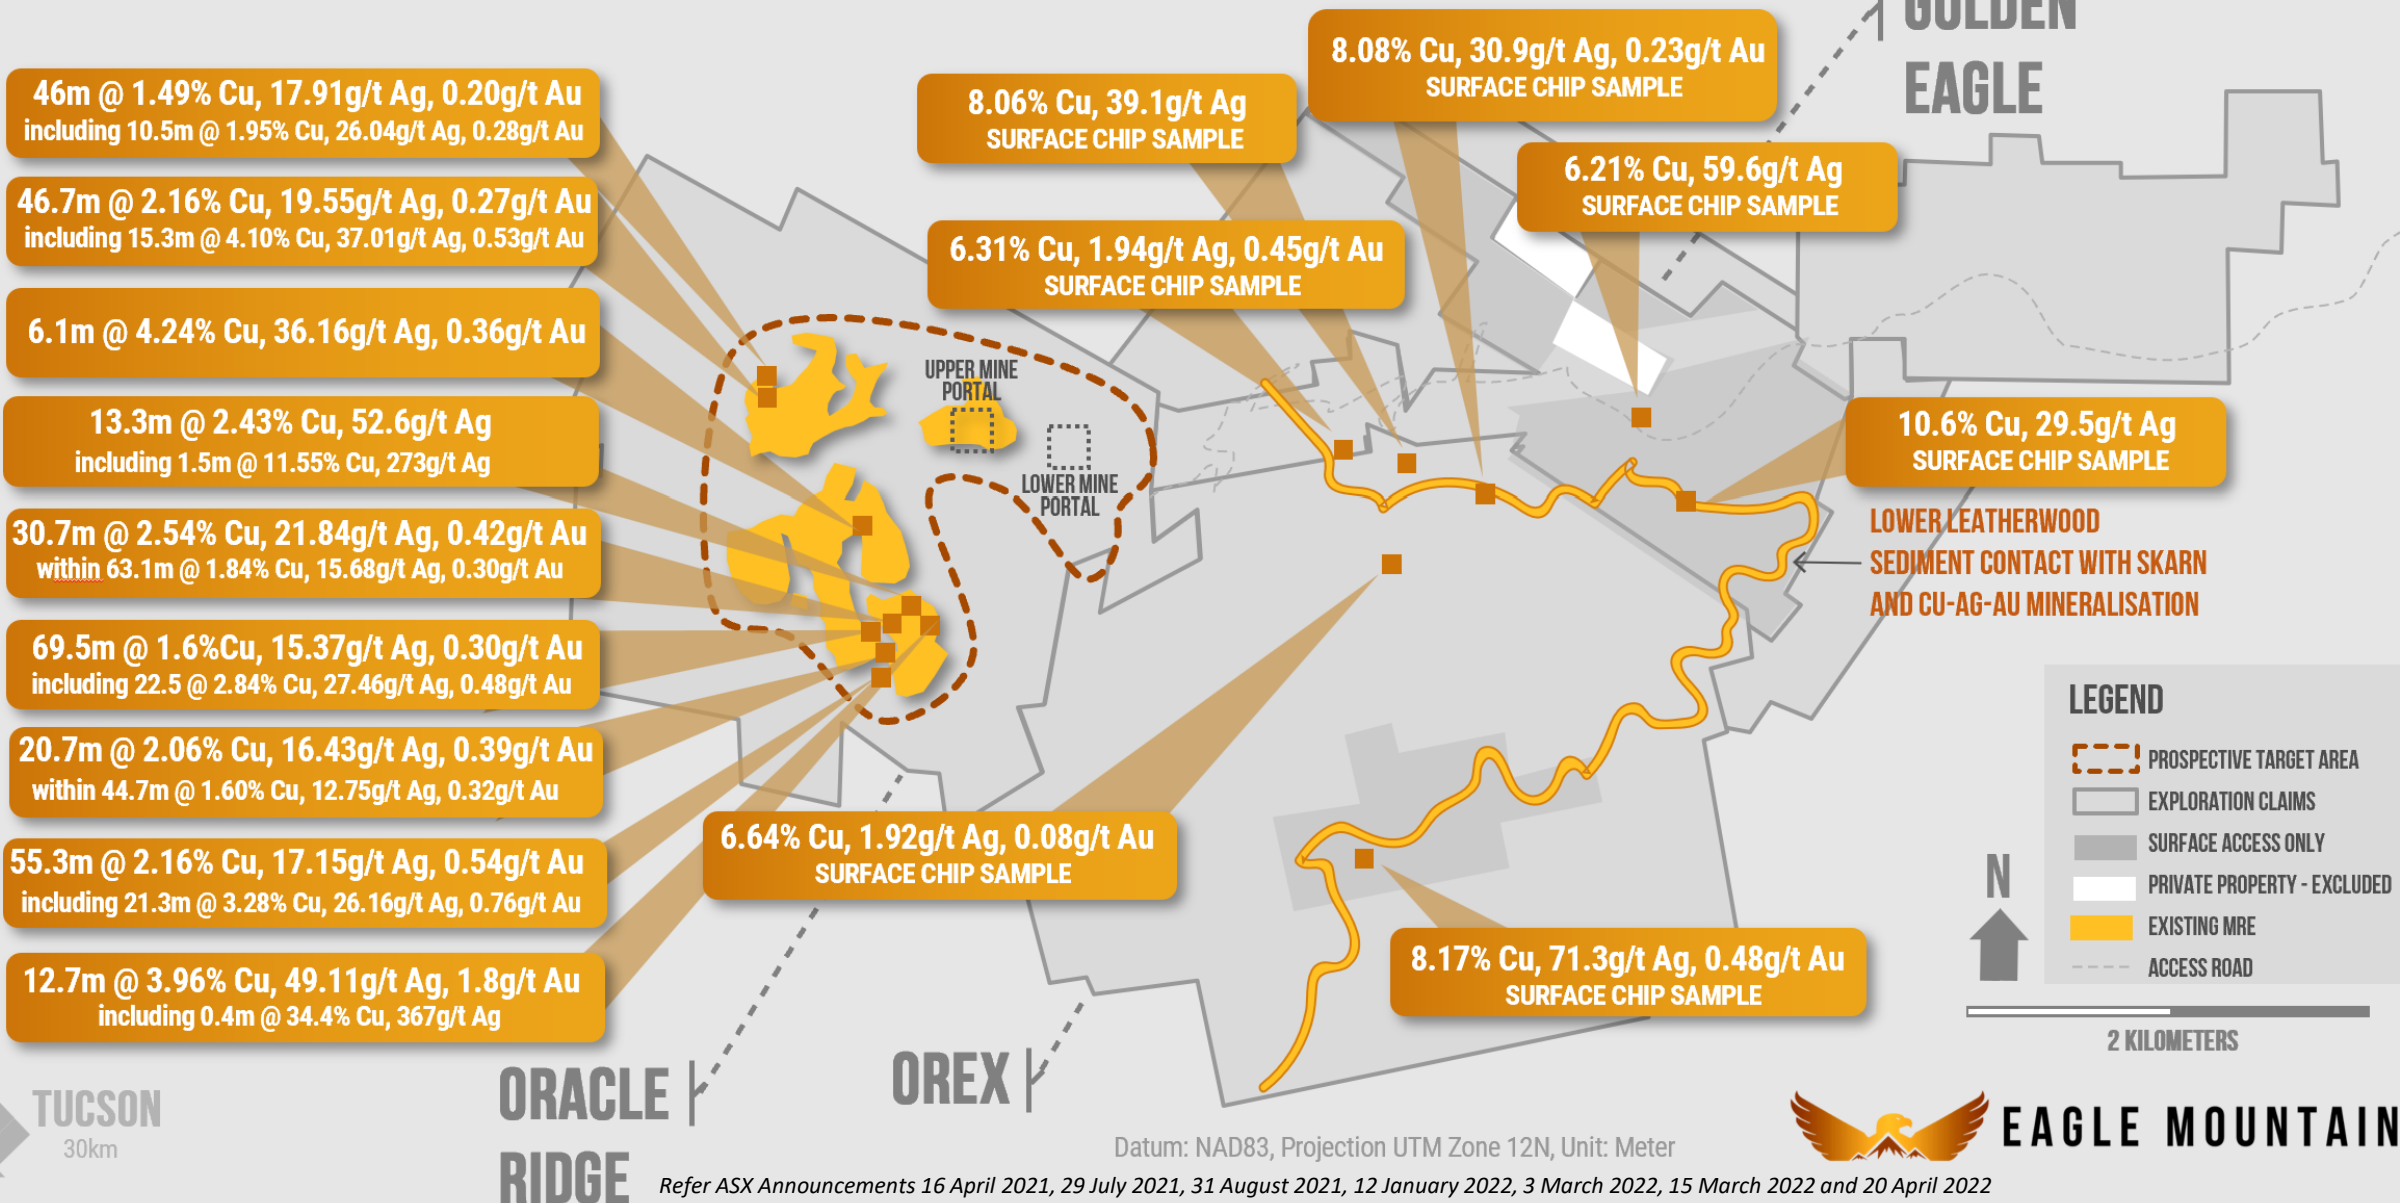 GOLDEN
EAGLE
46m @ 1.49% Cu, 17.91g/t Ag, 0.20g/t Au
including 10.5m @ 1.95% Cu, 26.04g/t Ag, 0.28g/t Au
46.7m @ 2.16% Cu, 19.55g/t Ag, 0.27g/t Au
including 15.3m @ 4.10% Cu, 37.01g/t Ag, 0.53g/t Au
6.1m @ 4.24% Cu, 36.16g/t Ag, 0.36g/t Au
13.3m @ 2.43% Cu, 52.6g/t Ag
including 1.5m @ 11.55% Cu, 273g/t Ag
30.7m @ 2.54% Cu, 21.84g/t Ag, 0.42g/t Au
within 63.1m @ 1.84% Cu, 15.68g/t Ag, 0.30g/t Au
69.5m @ 1.6%Cu, 15.37g/t Ag, 0.30g/t Au
including 22.5 @ 2.84% Cu, 27.46g/t Ag, 0.48g/t Au
20.7m @ 2.06% Cu, 16.43g/t Ag, 0.39g/t Au
within 44.7m @ 1.60% Cu, 12.75g/t Ag, 0.32g/t Au
55.3m @ 2.16% Cu, 17.15g/t Ag, 0.54g/t Au
including 21.3m @ 3.28% Cu, 26.16g/t Ag, 0.76g/t Au
12.7m @ 3.96% Cu, 49.11g/t Ag, 1.8g/t Au
including 0.4m @ 34.4% Cu, 367g/t Ag
8.06% Cu, 39.1g/t Ag
SURFACE CHIP SAMPLE
8.08% Cu, 30.9g/t Ag, 0.23g/t Au
SURFACE CHIP SAMPLE
6.21% Cu, 59.6g/t Ag
SURFACE CHIP SAMPLE
6.31% Cu, 1.94g/t Ag, 0.45g/t Au
SURFACE CHIP SAMPLE
UPPER MINE
PORTAL
LOWER MINE
PORTAL
10.6% Cu, 29.5g/t Ag
SURFACE CHIP SAMPLE
LOWER LEATHERWOOD
SEDIMENT CONTACT WITH SKARN
AND CU-AG-AU MINERALISATION
6.64% Cu, 1.92g/t Ag, 0.08g/t Au
SURFACE CHIP SAMPLE
8.17% Cu, 71.3g/t Ag, 0.48g/t Au
SURFACE CHIP SAMPLE
LEGEND
PROSPECTIVE TARGET AREA
EXPLORATION CLAIMS
SURFACE ACCESS ONLY
PRIVATE PROPERTY - EXCLUDED
EXISTING MRE
ACCESS ROAD
N
2 KILOMETERS
TUCSON
30km
ORACLE
RIDGE
OREX
Datum: NAD83, Projection UTM Zone 12N, Unit: Meter
EAGLE MOUNTAIN
Refer ASX Announcements 16 April 2021, 29 July 2021, 31 August 2021, 12 January 2022, 3 March 2022, 15 March 2022 and 20 April 2022